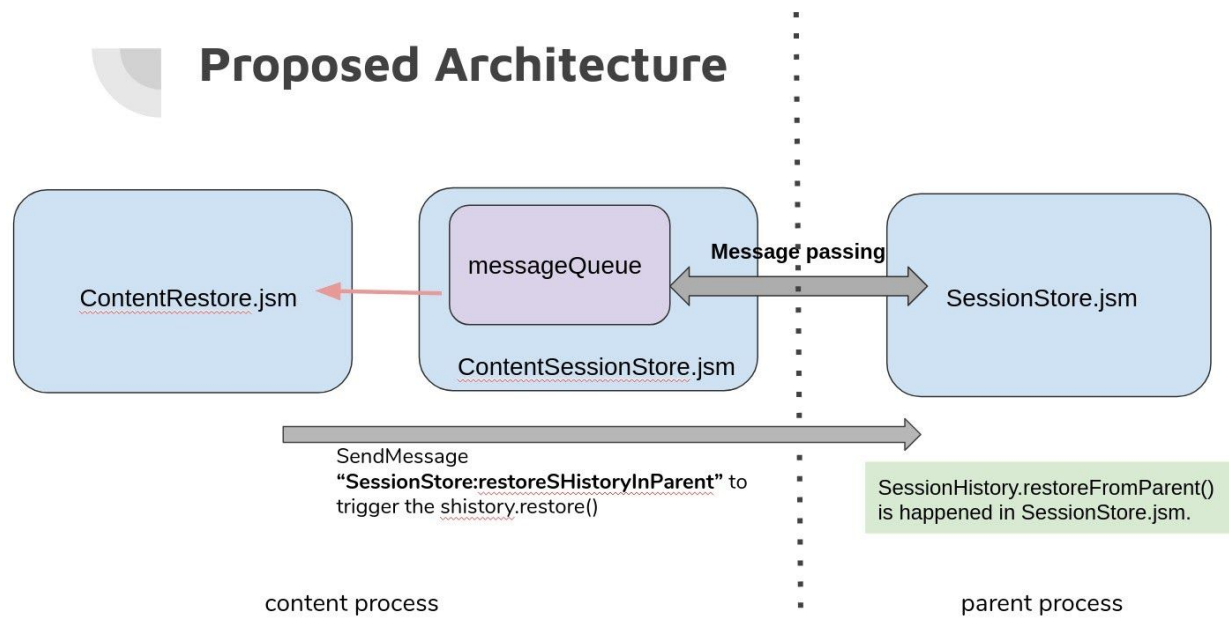 Proposed Architecture
Message passing
messageQueue
ContentRestore.jsm
SessionStore.jsm
ContentSessionStore.jsm
SendMessage
“SessionStore:restoreSHistoryInParent” to
trigger the shistory.restore()
SessionHistory.restoreFromParent()
is happened in SessionStore.jsm.
content process
parent process